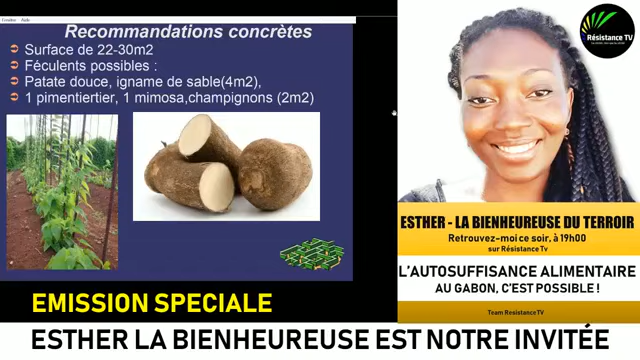 Recommandations concrètes
Surface de 22-30m2
Féculents possibles :
Patate douce, igname de sable(4m2),
1 pimentiertier, 1 mimosa,champignons (2m2)
Résistance TV
ESTHER - LA BIENHEUREUSE DU TERROIR
Retrouvez-moi ce soir, à 19h00
sur Résistance Tv
L'AUTOSUFFISANCE ALIMENTAIRE
AU GABON, C'EST POSSIBLE !
Team ResistanceTV
EMISSION SPECIALE
ESTHER LA BIENHEUREUSE EST NOTRE INVITÉE